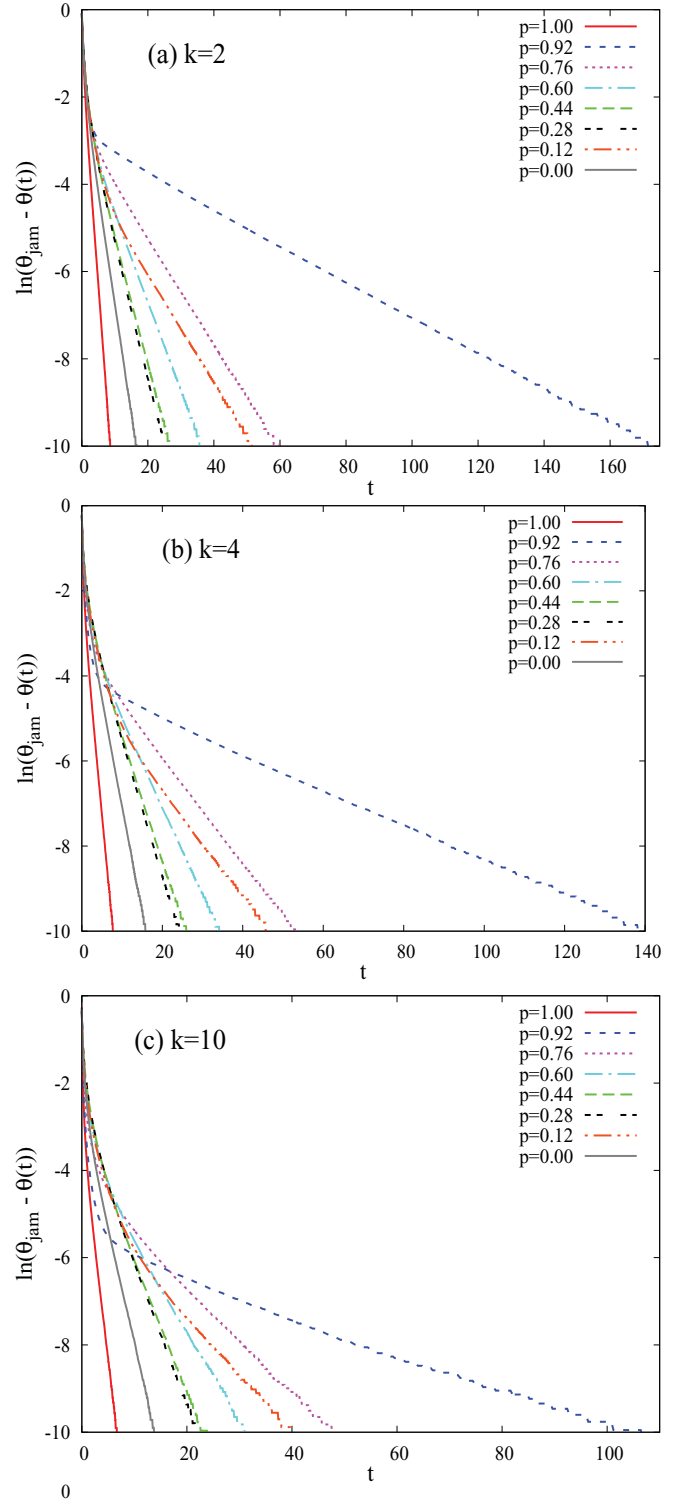 0
(a) k=2
p=1.00
p=0.92
p=0.76
p=0.60
p=0.44
p=0.28
p=0.12
p=0.00
-2
-4
-6
-8
-10
ln(θjam - θ(t))
0 20 40 60 80 100 120 140 160
t
0
(b) k=4
p=1.00
p=0.92
p=0.76
p=0.60
p=0.44
p=0.28
p=0.12
p=0.00
-2
-4
-6
-8
-10
ln(θjam - θ(t))
0 20 40 60 80 100 120 140
t
0
(c) k=10
p=1.00
p=0.92
p=0.76
p=0.60
p=0.44
p=0.28
p=0.12
p=0.00
-2
-4
-6
-8
-10
ln(θjam - θ(t))
0 20 40 60 80 100
t
0